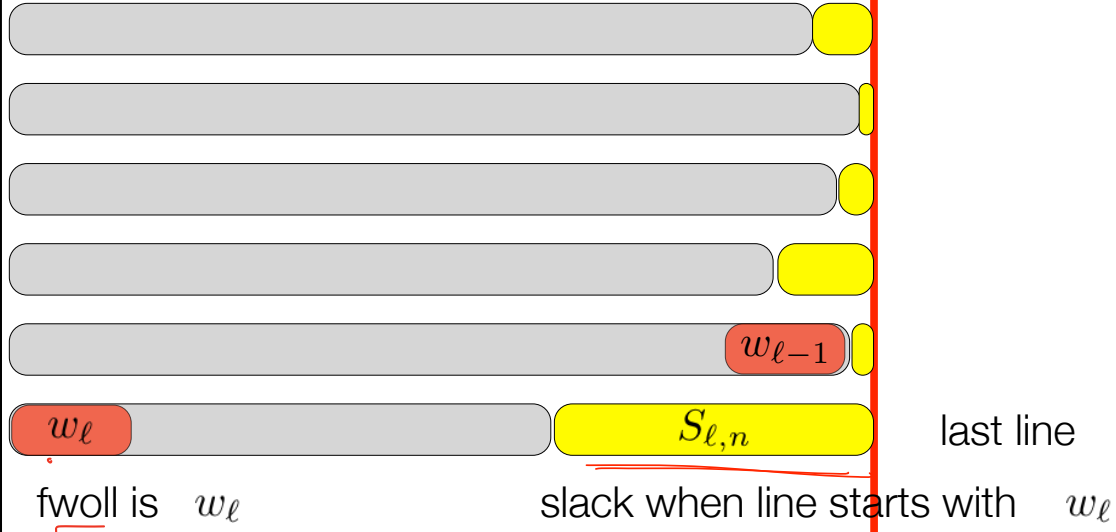 w_{ℓ−1}
w_ℓ S_{ℓ,n} last line
fwoll is w_ℓ slack when line starts with w_ℓ